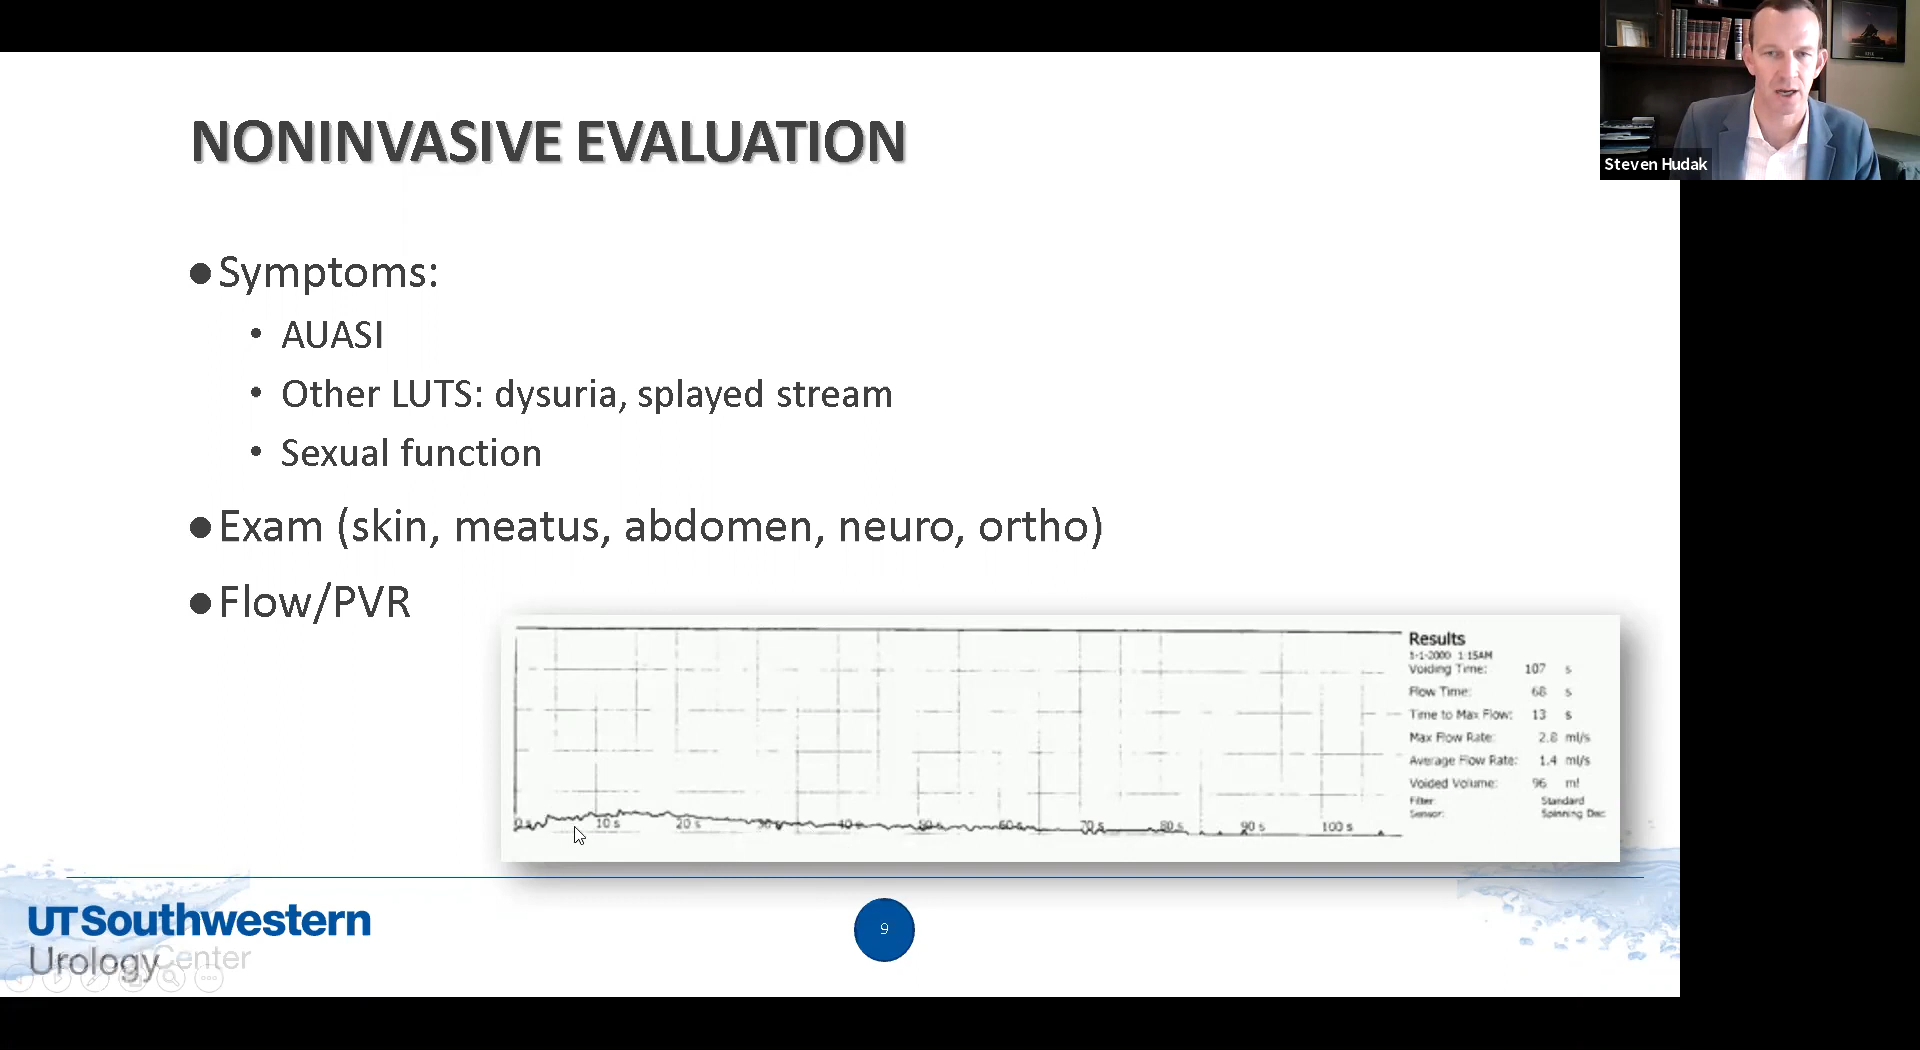 Steven Hudak
NONINVASIVE EVALUATION
●Symptoms:
• AUASI
• Other LUTS: dysuria, splayed stream
• Sexual function
●Exam (skin, meatus, abdomen, neuro, ortho)
●Flow/PVR
Results
1-1-2000 1:15AM
Voiding Time: 107 s
Flow Time: 68 s
Time to Max Flow: 13 s
Max Flow Rate: 2.8 ml/s
Average Flow Rate: 1.4 ml/s
Voided Volume: 96 ml
Filter: Standard
Sensor: Spinning Disc
0 s 10 s 20 s 30 s 40 s 50 s 60 s 70 s 80 s 90 s 100 s
UTSouthwestern
Urology Center
9